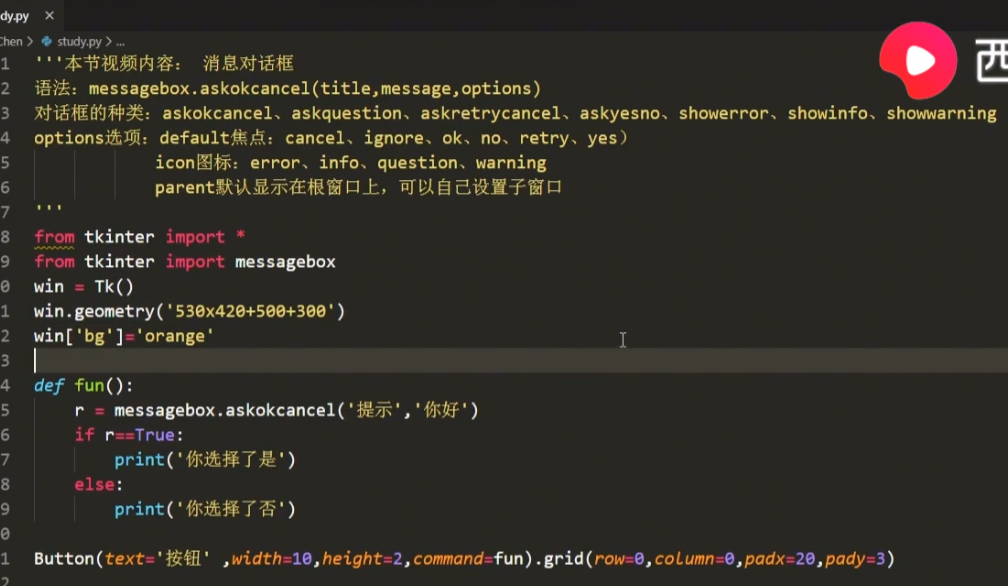 dy.py ×
Chen > study.py > ...
西
1 '''本节视频内容： 消息对话框
2 语法：messagebox.askokcancel(title,message,options)
3 对话框的种类：askokcancel、askquestion、askretrycancel、askyesno、showerror、showinfo、showwarning
4 options选项：default焦点：cancel、ignore、ok、no、retry、yes）
5 icon图标：error、info、question、warning
6 parent默认显示在根窗口上，可以自己设置子窗口
7 '''
8 from tkinter import *
9 from tkinter import messagebox
0 win = Tk()
1 win.geometry('530x420+500+300')
2 win['bg']='orange'
3
4 def fun():
5 r = messagebox.askokcancel('提示','你好')
6 if r==True:
7 print('你选择了是')
8 else:
9 print('你选择了否')
0
1 Button(text='按钮' ,width=10,height=2,command=fun).grid(row=0,column=0,padx=20,pady=3)
2